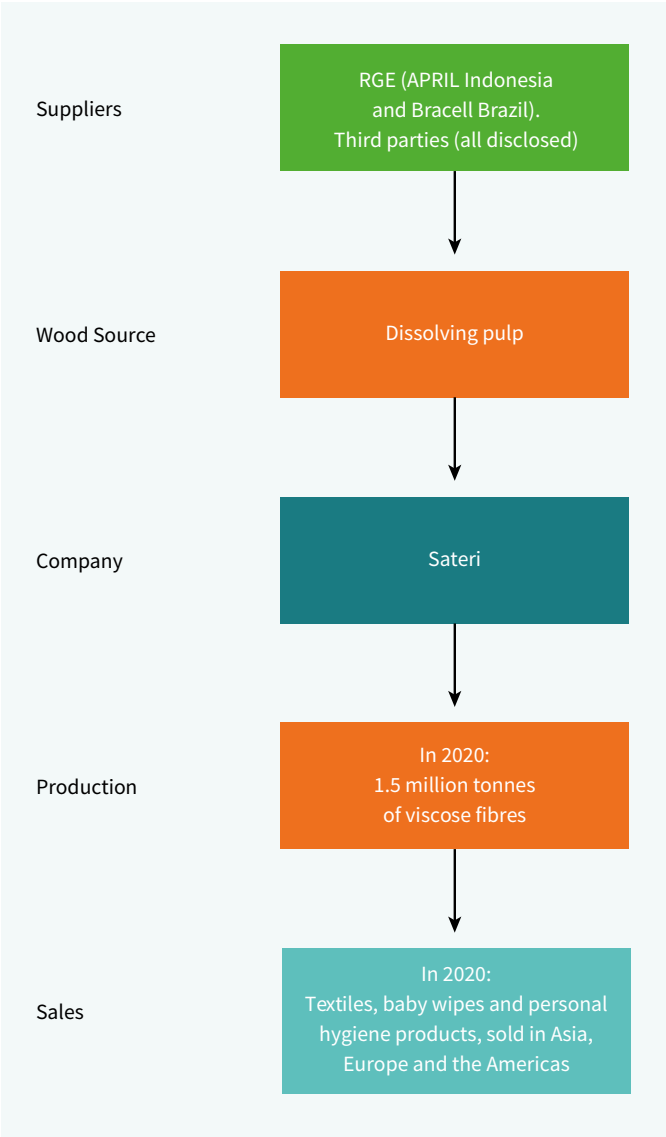 Suppliers
RGE (APRIL Indonesia
and Bracell Brazil).
Third parties (all disclosed)
Wood Source
Dissolving pulp
Company
Sateri
Production
In 2020:
1.5 million tonnes
of viscose fibres
Sales
In 2020:
Textiles, baby wipes and personal
hygiene products, sold in Asia,
Europe and the Americas